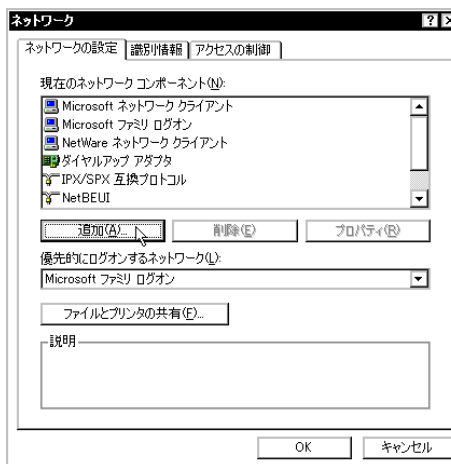 ネットワーク
ネットワークの設定 識別情報 アクセスの制御
現在のネットワーク コンポーネント(N):
Microsoft ネットワーク クライアント
Microsoft ファミリ ログオン
NetWare ネットワーク クライアント
ダイヤルアップ アダプタ
IPX/SPX 互換プロトコル
NetBEUI
追加(A)... 削除(E) プロパティ(R)
優先的にログオンするネットワーク(L):
Microsoft ファミリ ログオン
ファイルとプリンタの共有(F)...
説明
OK キャンセル